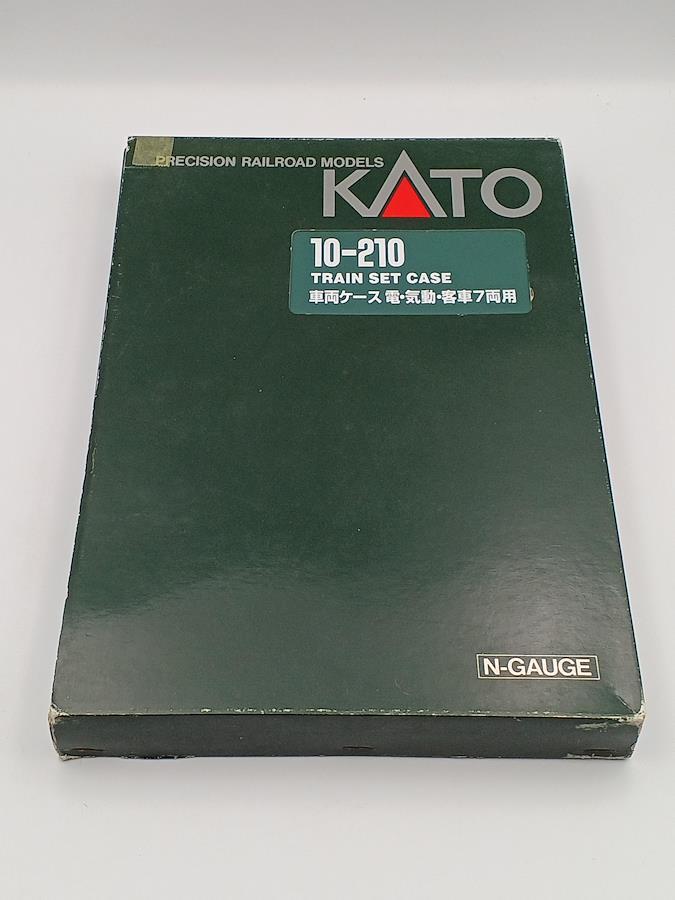 PRECISION RAILROAD MODELS
KATO
10-210
TRAIN SET CASE
車両ケース 電・気動・客車7両用
N-GAUGE